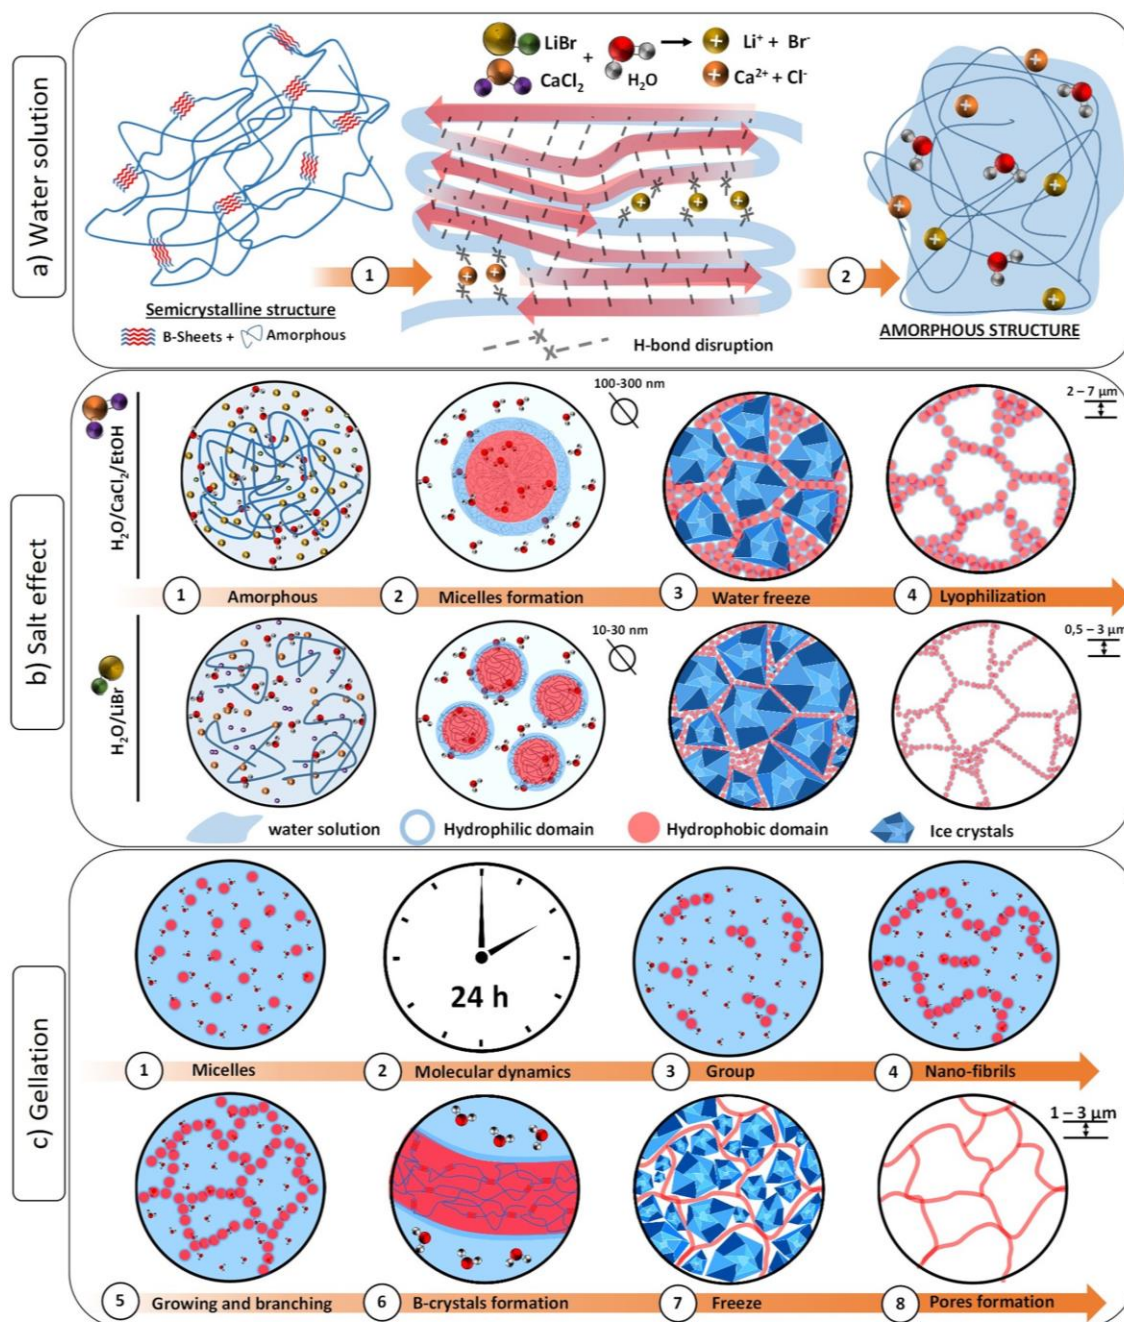 a) Water solution
LiBr
+
CaCl₂
H₂O
Li⁺ + Br⁻
Ca²⁺ + Cl⁻
1
2
Semicrystalline structure
B-Sheets +
Amorphous
H-bond disruption
AMORPHOUS STRUCTURE
b) Salt effect
H₂O/CaCl₂/EtOH
100-300 nm
2 – 7 µm
1 Amorphous
2 Micelles formation
3 Water freeze
4 Lyophilization
H₂O/LiBr
10-30 nm
0,5 – 3 µm
water solution
Hydrophilic domain
Hydrophobic domain
Ice crystals
c) Gellation
24 h
1 Micelles
2 Molecular dynamics
3 Group
4 Nano-fibrils
1 – 3 µm
5 Growing and branching
6 B-crystals formation
7 Freeze
8 Pores formation